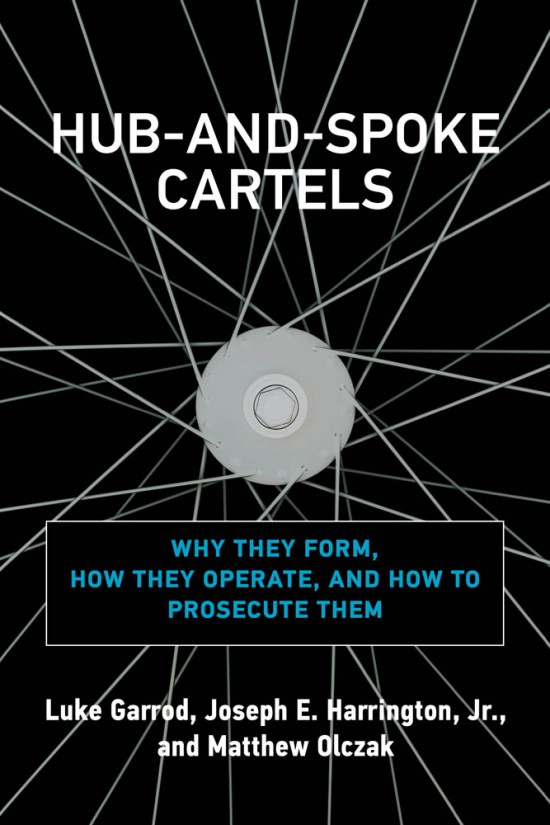 HUB-AND-SPOKE
CARTELS
WHY THEY FORM,
HOW THEY OPERATE, AND HOW TO
PROSECUTE THEM
Luke Garrod, Joseph E. Harrington, Jr.,
and Matthew Olczak